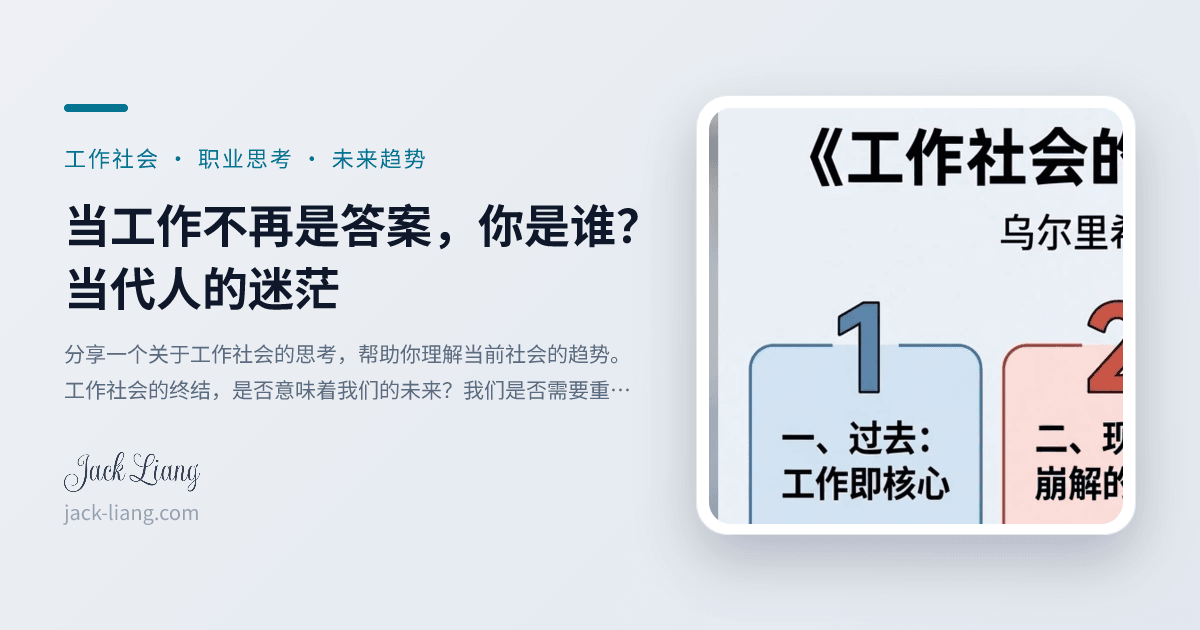 工作社会 · 职业思考 · 未来趋势
当工作不再是答案，你是谁？
当代人的迷茫
分享一个关于工作社会的思考，帮助你理解当前社会的趋势。
工作社会的终结，是否意味着我们的未来？我们是否需要重…
Jack Liang
jack-liang.com
《工作社会的
乌尔里希
1
一、过去：
工作即核心
2
二、现
崩解的